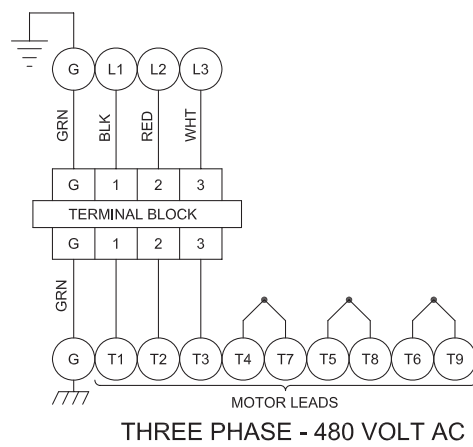 G L1 L2 L3
GRN BLK RED WHT
G 1 2 3
TERMINAL BLOCK
G 1 2 3
GRN
G T1 T2 T3 T4 T7 T5 T8 T6 T9
MOTOR LEADS
THREE PHASE - 480 VOLT AC